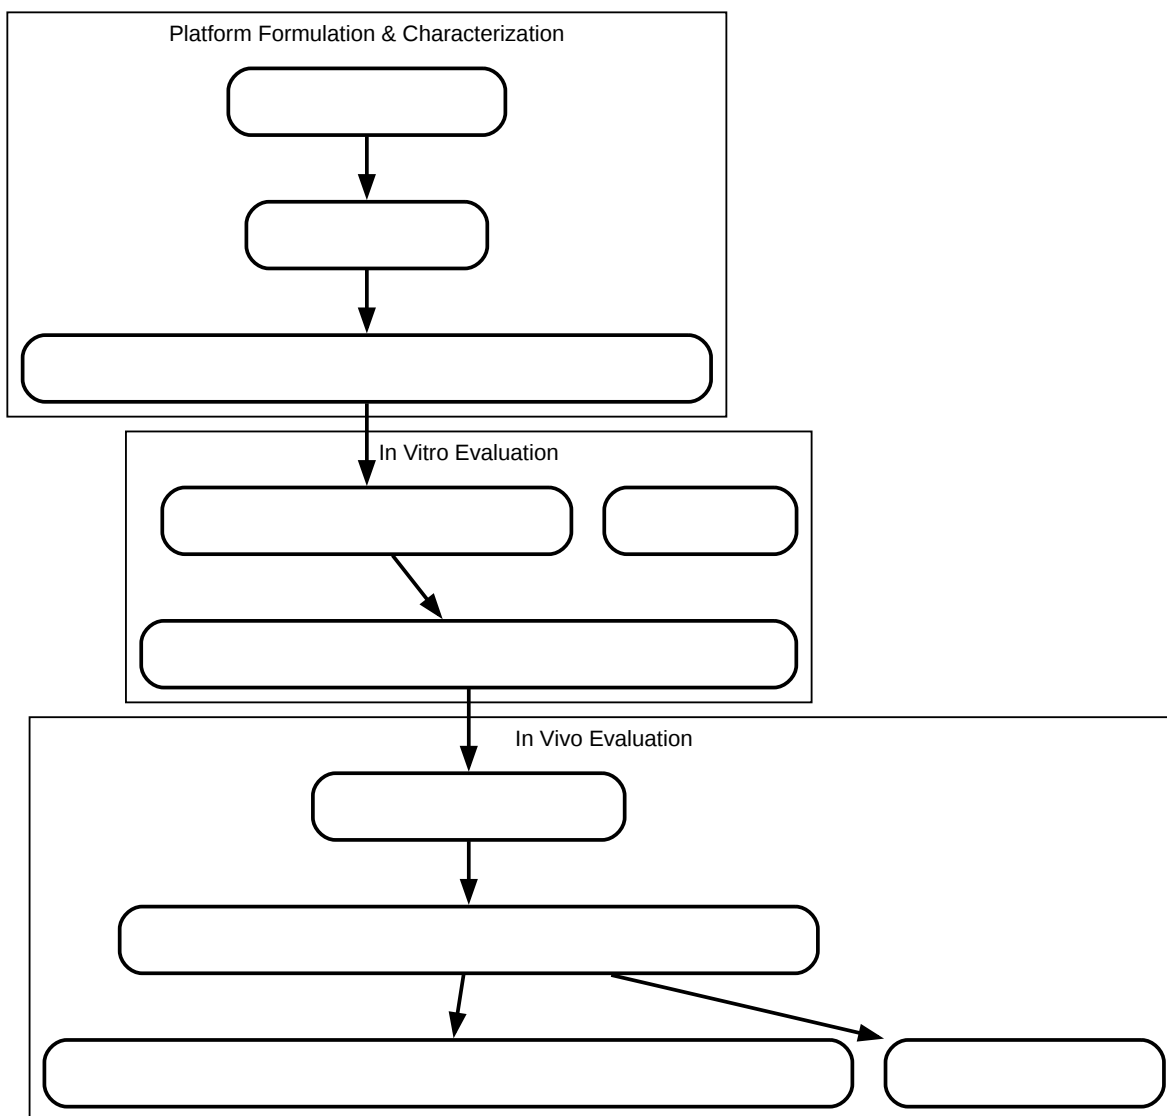 Platform Formulation & Characterization
In Vitro Evaluation
In Vivo Evaluation